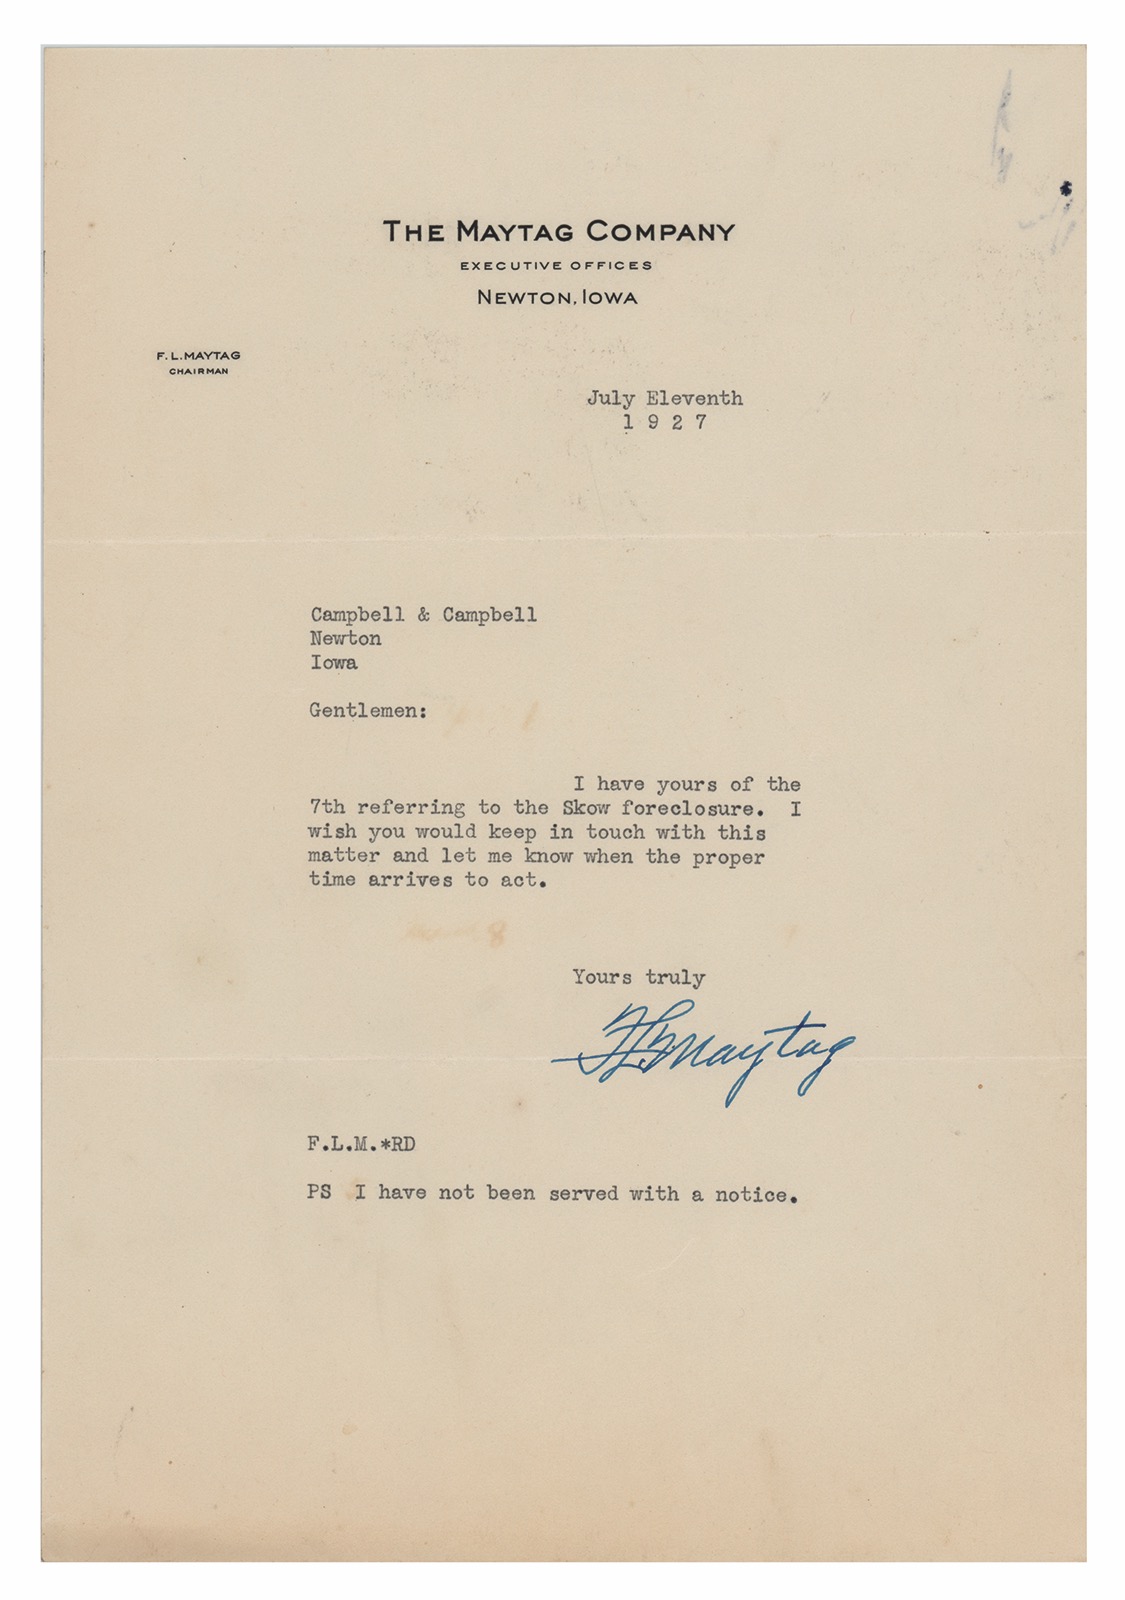 THE MAYTAG COMPANY
EXECUTIVE OFFICES
NEWTON, IOWA
F. L. MAYTAG
CHAIRMAN
July Eleventh
1 9 2 7
Campbell & Campbell
Newton
Iowa
Gentlemen:
I have yours of the
7th referring to the Skow foreclosure. I
wish you would keep in touch with this
matter and let me know when the proper
time arrives to act.
Yours truly
F L Maytag
F.L.M.*RD
PS I have not been served with a notice.